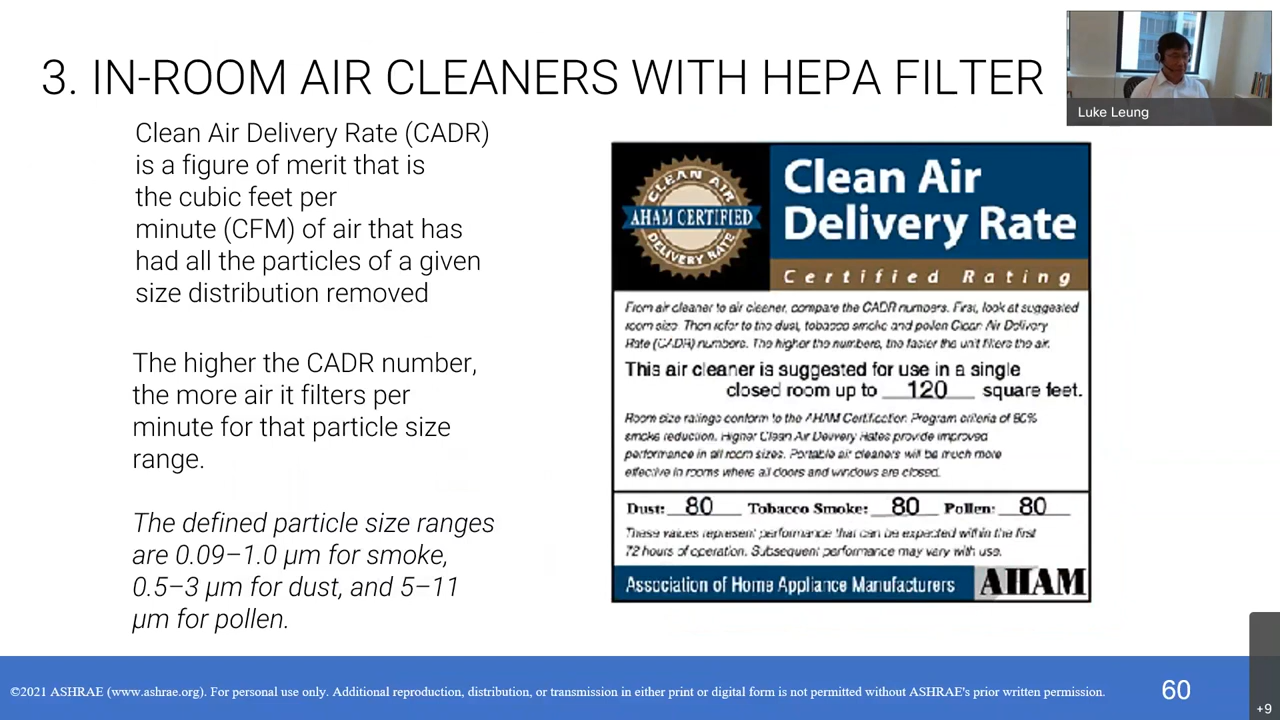 3. IN-ROOM AIR CLEANERS WITH HEPA FILTER
Luke Leung
Clean Air Delivery Rate (CADR)
is a figure of merit that is
the cubic feet per
minute (CFM) of air that has
had all the particles of a given
size distribution removed
The higher the CADR number,
the more air it filters per
minute for that particle size
range.
The defined particle size ranges
are 0.09–1.0 µm for smoke,
0.5–3 µm for dust, and 5–11
µm for pollen.
CLEAN AIR
AHAM CERTIFIED
DELIVERY RATE
Clean Air
Delivery Rate
Certified Rating
From air cleaner to air cleaner, compare the CADR numbers. First, look at suggested
room size. Then refer to the dust, tobacco smoke and pollen Clean Air Delivery
Rate (CADR) numbers. The higher the numbers, the faster the unit filters the air.
This air cleaner is suggested for use in a single
closed room up to 120 square feet.
Room size ratings conform to the AHAM Certification Program criteria of 80%
smoke reduction. Higher Clean Air Delivery Rates provide improved
performance in all room sizes. Portable air cleaners will be much more
effective in rooms where all doors and windows are closed.
Dust: 80 Tobacco Smoke: 80 Pollen: 80
These values represent performance that can be expected within the first
72 hours of operation. Subsequent performance may vary with use.
Association of Home Appliance Manufacturers AHAM
©2021 ASHRAE (www.ashrae.org). For personal use only. Additional reproduction, distribution, or transmission in either print or digital form is not permitted without ASHRAE's prior written permission.
60
+9